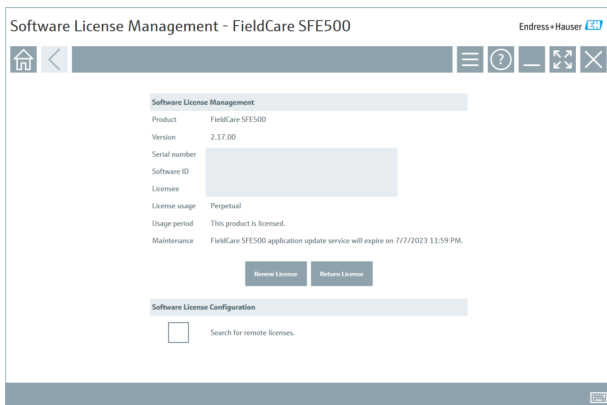 Software License Management - FieldCare SFE500
Endress+Hauser EH
?
Software License Management
Product FieldCare SFE500
Version 2.17.00
Serial number
Software ID
Licensee
License usage Perpetual
Usage period This product is licensed.
Maintenance FieldCare SFE500 application update service will expire on 7/7/2023 11:59 PM.
Renew License Return License
Software License Configuration
Search for remote licenses.